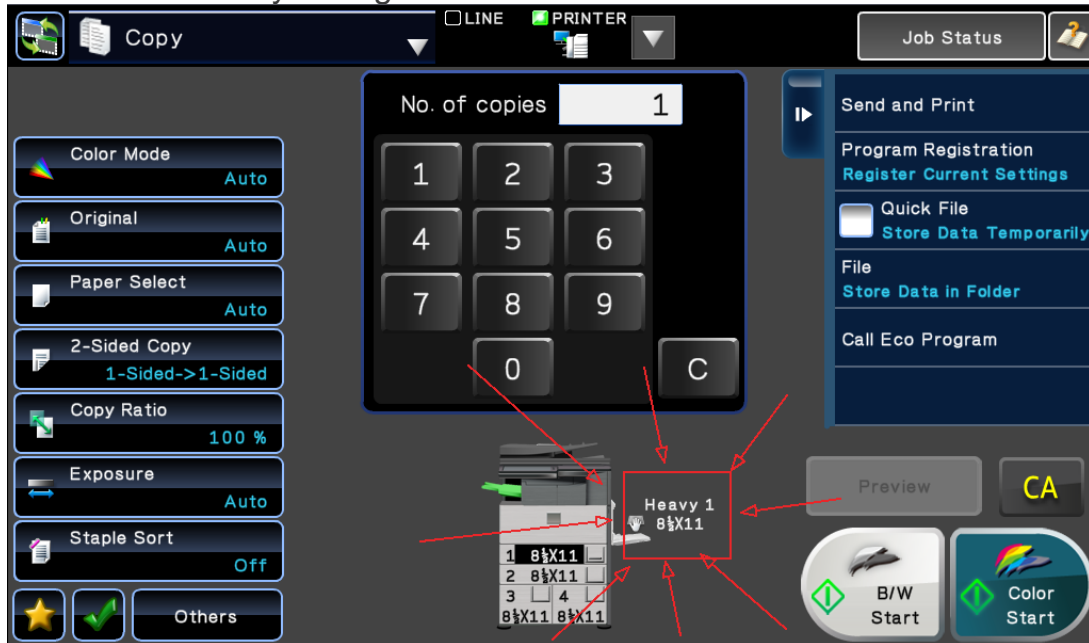 LINE PRINTER
Copy
Job Status
No. of copies 1
1 2 3
4 5 6
7 8 9
0 C
Color Mode
Auto
Original
Auto
Paper Select
Auto
2-Sided Copy
1-Sided->1-Sided
Copy Ratio
100 %
Exposure
Auto
Staple Sort
Off
Others
Heavy 1
8½X11
1 8½X11
2 8½X11
3 4
8½X11 8½X11
Send and Print
Program Registration
Register Current Settings
Quick File
Store Data Temporarily
File
Store Data in Folder
Call Eco Program
Preview
CA
B/W
Start
Color
Start